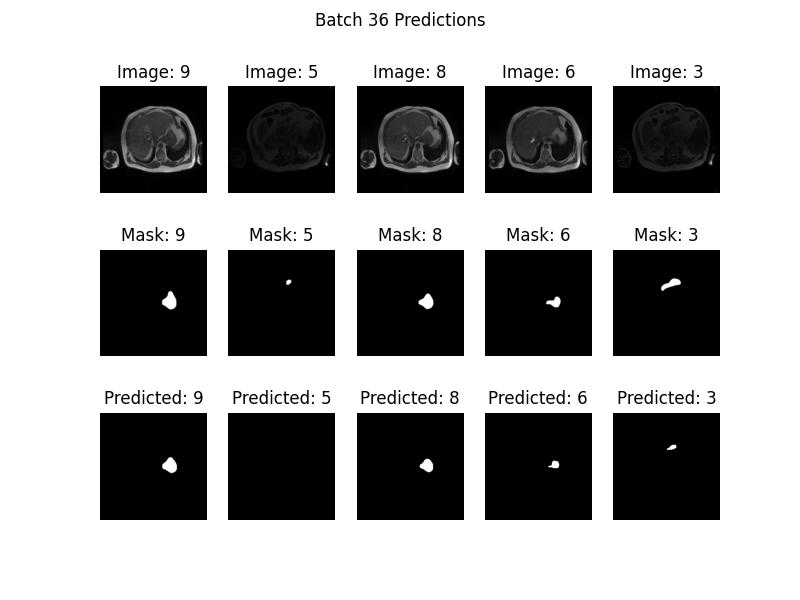 Batch 36 Predictions
Image: 9 Image: 5 Image: 8 Image: 6 Image: 3
Mask: 9 Mask: 5 Mask: 8 Mask: 6 Mask: 3
Predicted: 9 Predicted: 5 Predicted: 8 Predicted: 6 Predicted: 3